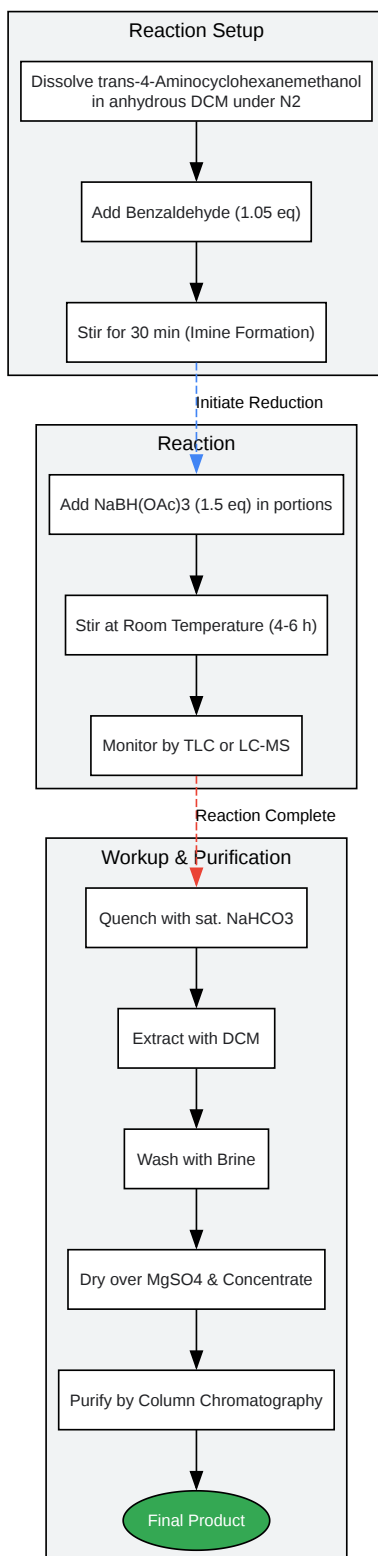 Reaction Setup
Dissolve trans-4-Aminocyclohexanemethanol
in anhydrous DCM under N2
Add Benzaldehyde (1.05 eq)
Stir for 30 min (Imine Formation)
Initiate Reduction
Reaction
Add NaBH(OAc)3 (1.5 eq) in portions
Stir at Room Temperature (4-6 h)
Monitor by TLC or LC-MS
Reaction Complete
Workup & Purification
Quench with sat. NaHCO3
Extract with DCM
Wash with Brine
Dry over MgSO4 & Concentrate
Purify by Column Chromatography
Final Product